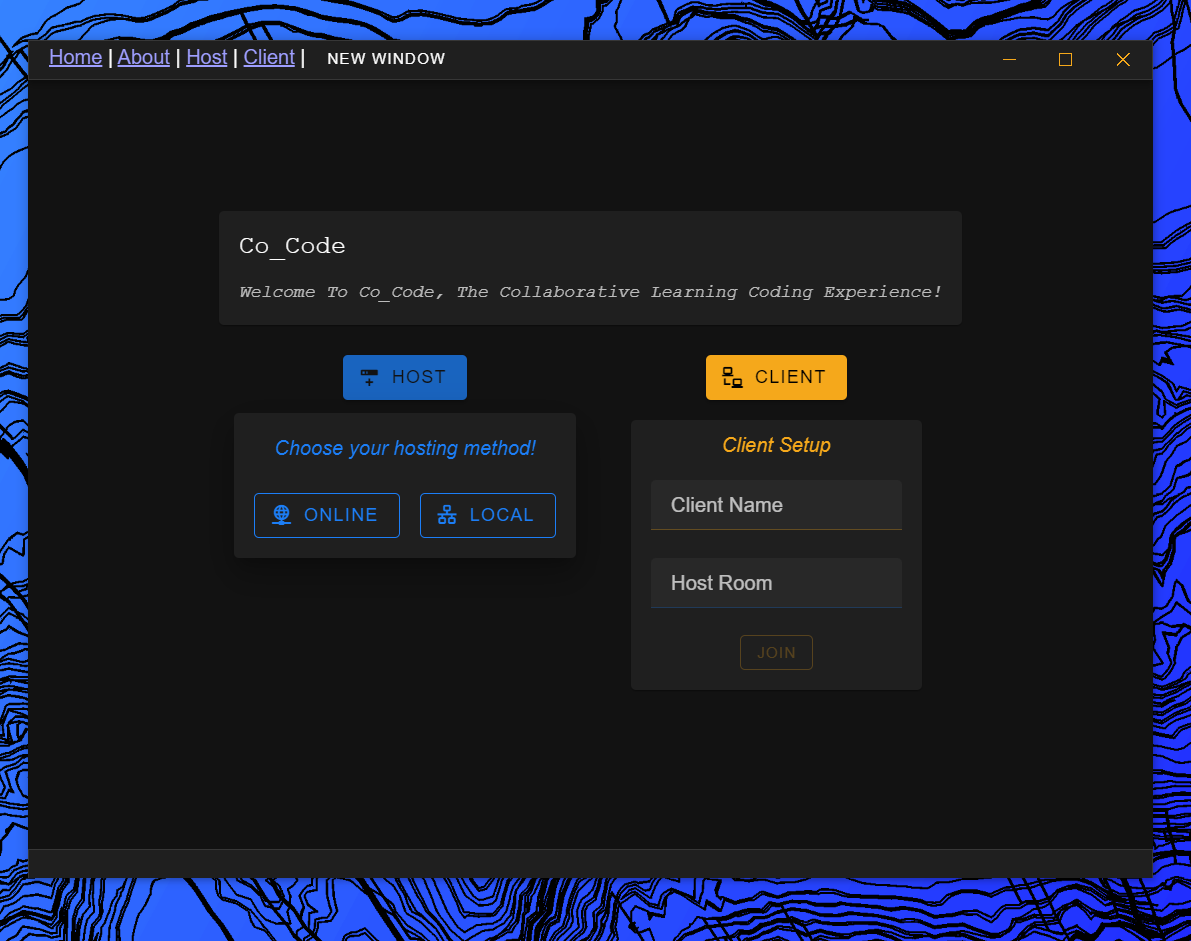 Home | About | Host | Client | NEW WINDOW
Co_Code
Welcome To Co_Code, The Collaborative Learning Coding Experience!
HOST
CLIENT
Choose your hosting method!
ONLINE
LOCAL
Client Setup
Client Name
Host Room
JOIN